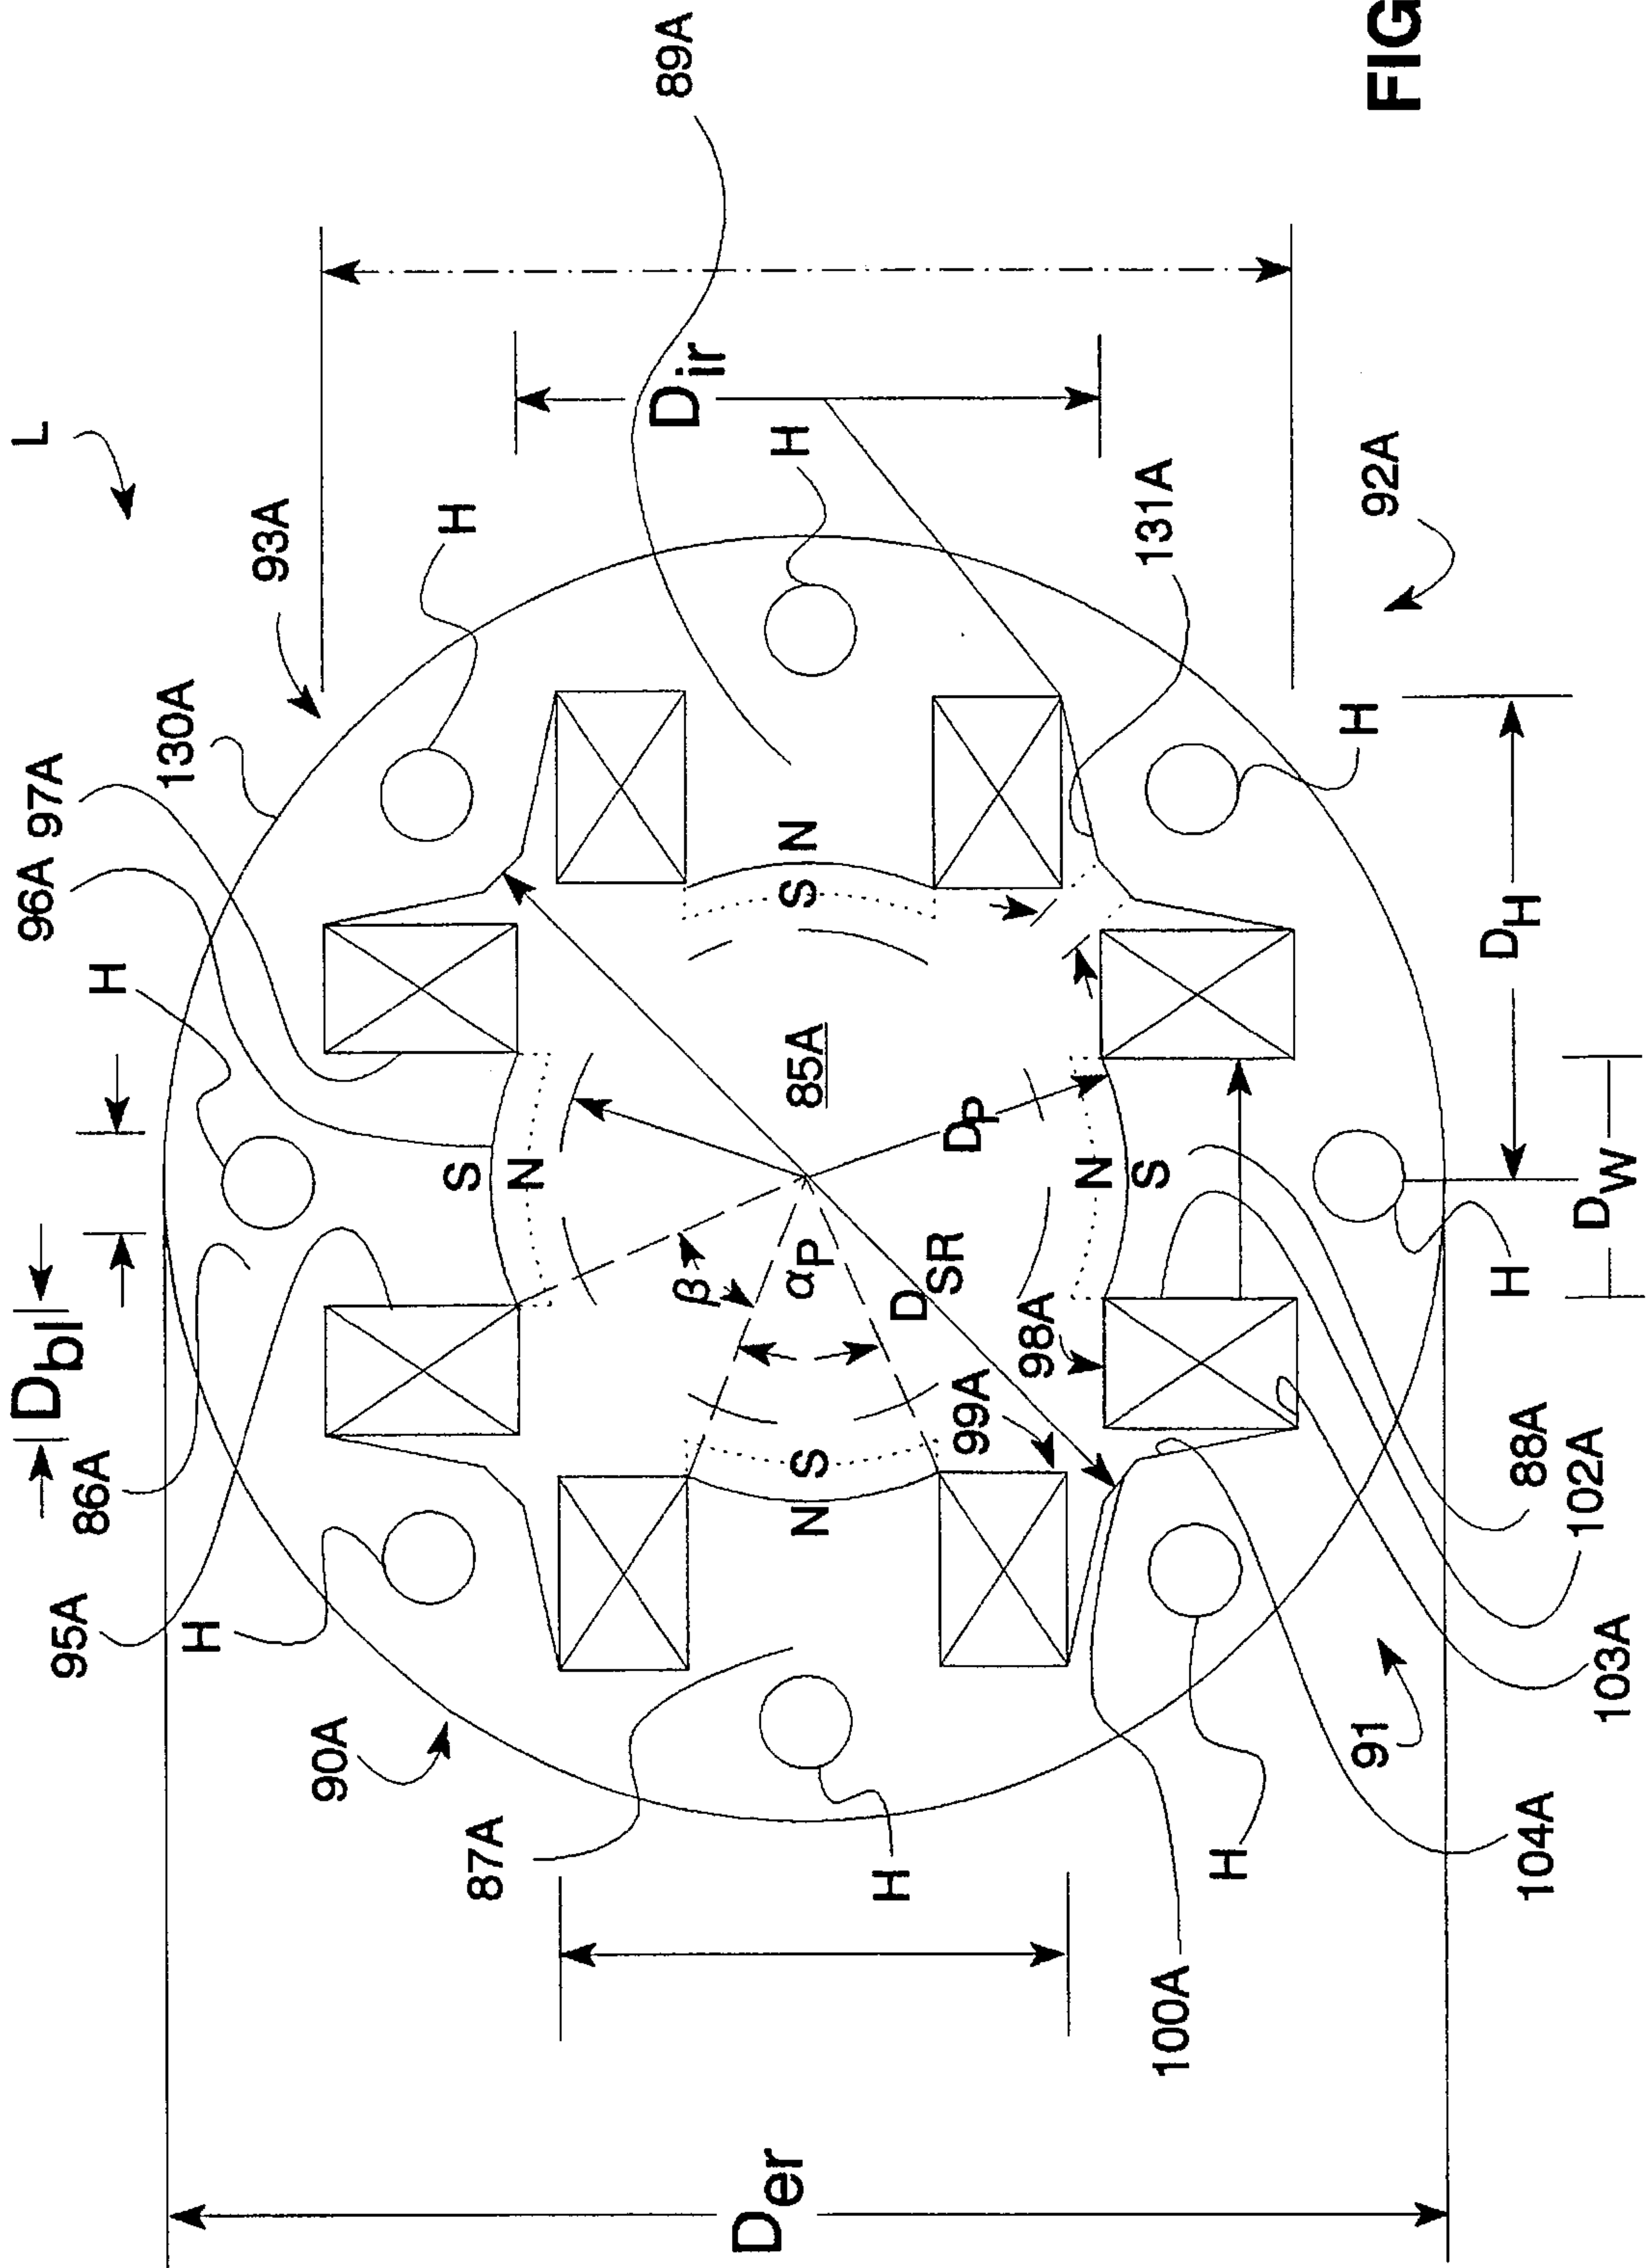 |Dbl|
L
95A
86A
96A 97A
H
H
130A
93A
90A
H
S
N
87A
Der
β
Dir
89A
N
S
αP
85A
S
N
H
H
DSR
DP
99A
98A
N
S
100A
H
131A
91
92A
H
FIG
104A
88A
H
DH
103A
102A
DW